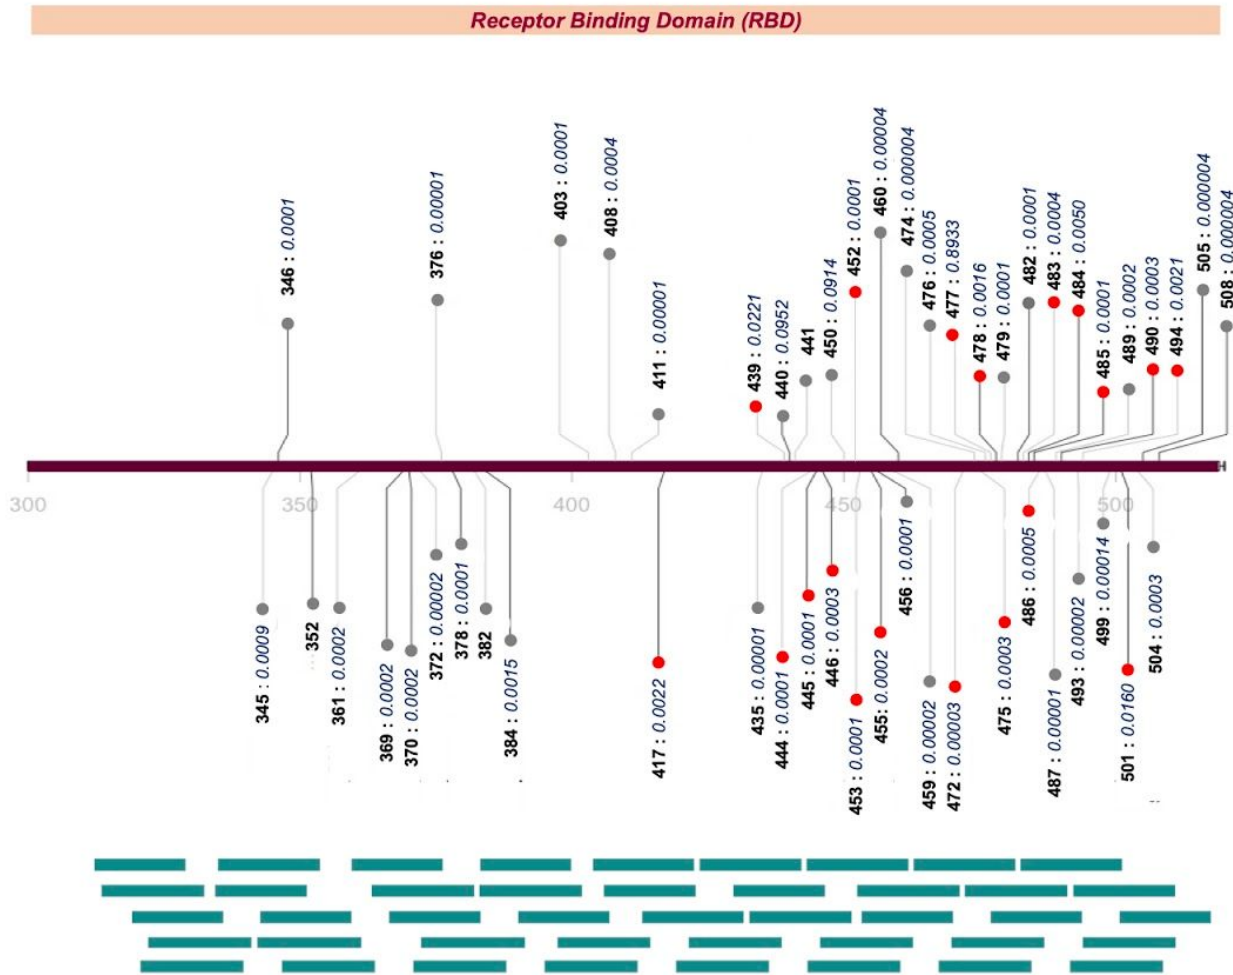 Receptor Binding Domain (RBD)
346 : 0.0001
376 : 0.00001
403 : 0.0001
408 : 0.0004
411 : 0.00001
439 : 0.0221
440 : 0.0952
441
450 : 0.0914
452 : 0.0001
460 : 0.00004
474 : 0.000004
476 : 0.0005
477 : 0.8933
478 : 0.0016
479 : 0.0001
482 : 0.0001
483 : 0.0004
484 : 0.0050
485 : 0.0001
489 : 0.0002
490 : 0.0003
494 : 0.0021
505 : 0.000004
508 : 0.000004
300
350
400
450
500
345 : 0.0009
352
361 : 0.0002
369 : 0.0002
370 : 0.0002
372 : 0.00002
378 : 0.0001
382
384 : 0.0015
417 : 0.0022
435 : 0.00001
444 : 0.0001
445 : 0.0001
446 : 0.0003
453 : 0.0001
455 : 0.0002
456 : 0.0001
459 : 0.00002
472 : 0.00003
475 : 0.0003
486 : 0.0005
487 : 0.00001
493 : 0.00002
499 : 0.00014
501 : 0.0160
504 : 0.0003